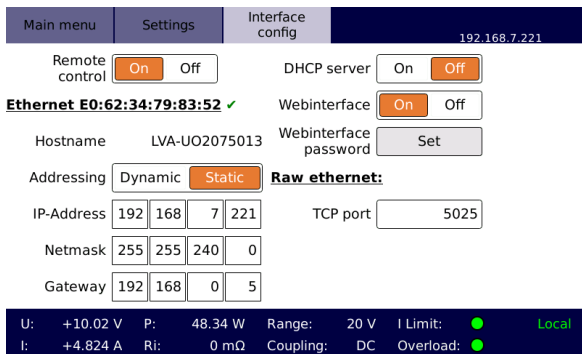 Main menu Settings Interface config 192.168.7.221
Remote control On Off DHCP server On Off
Ethernet E0:62:34:79:83:52 ✔ Webinterface On Off
Hostname LVA-UO2075013 Webinterface password Set
Addressing Dynamic Static Raw ethernet:
IP-Address 192 168 7 221 TCP port 5025
Netmask 255 255 240 0
Gateway 192 168 0 5
U: +10.02 V P: 48.34 W Range: 20 V I Limit: Local
I: +4.824 A Ri: 0 mΩ Coupling: DC Overload: